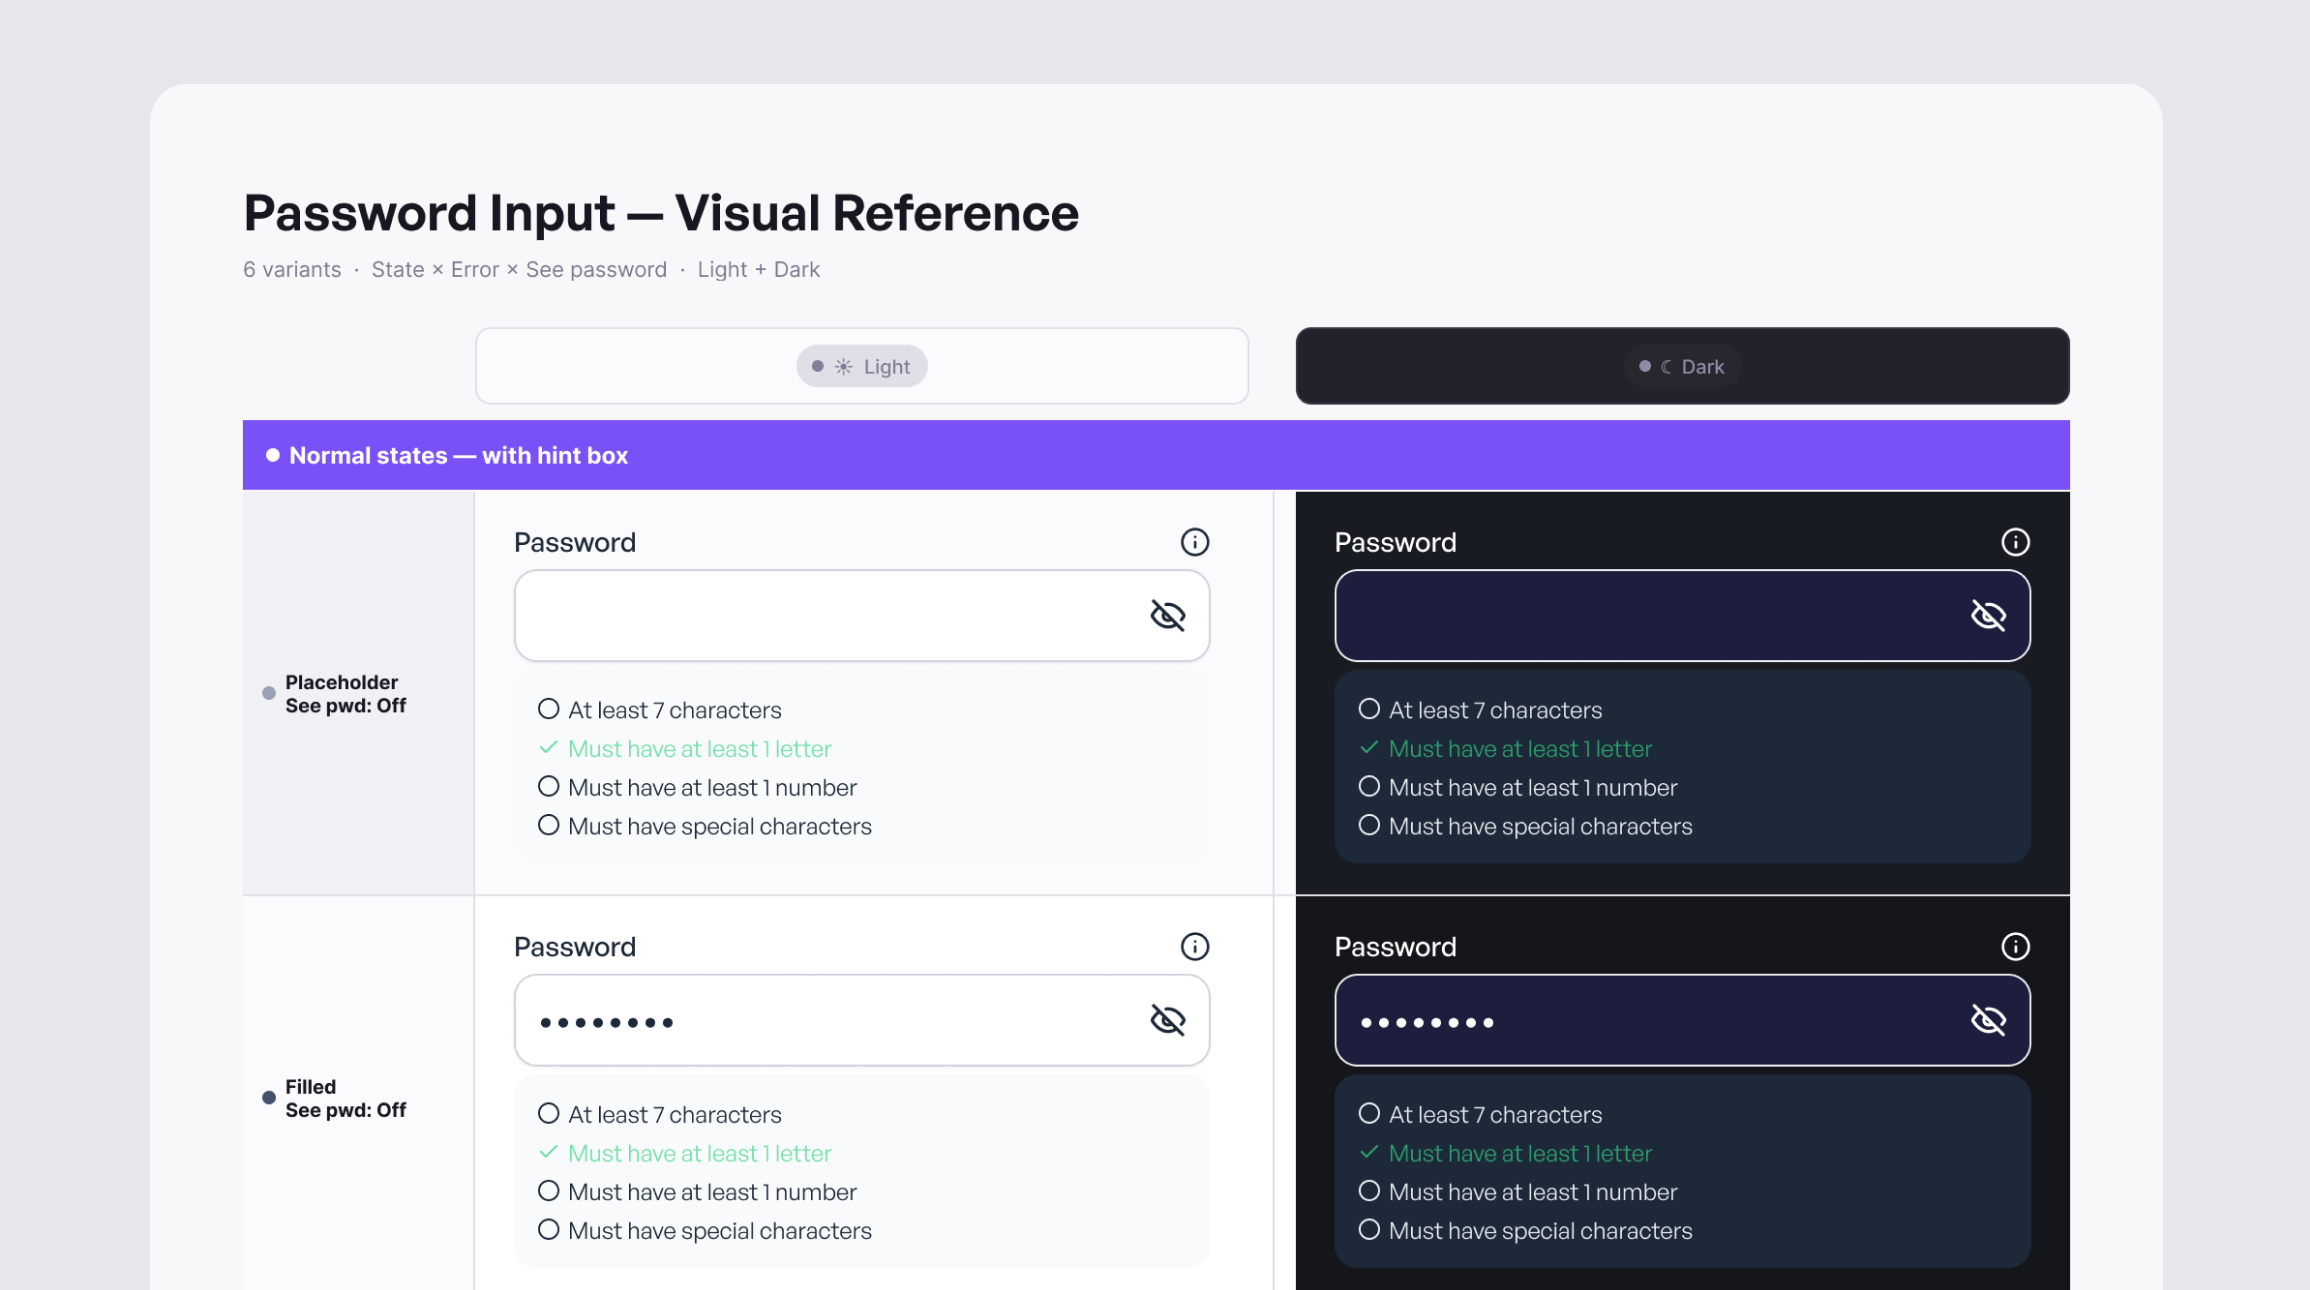 Password Input — Visual Reference
6 variants · State × Error × See password · Light + Dark
Light
Dark
Normal states — with hint box
Placeholder
See pwd: Off
Password
At least 7 characters
Must have at least 1 letter
Must have at least 1 number
Must have special characters
Password
At least 7 characters
Must have at least 1 letter
Must have at least 1 number
Must have special characters
Filled
See pwd: Off
Password
••••••••
At least 7 characters
Must have at least 1 letter
Must have at least 1 number
Must have special characters
Password
••••••••
At least 7 characters
Must have at least 1 letter
Must have at least 1 number
Must have special characters